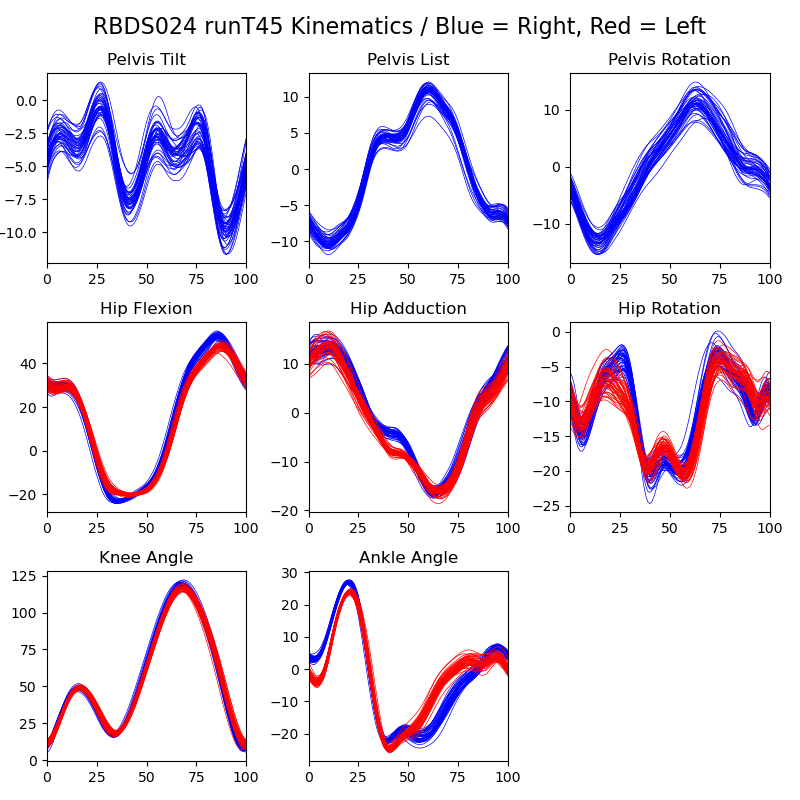 RBDS024 runT45 Kinematics / Blue = Right, Red = Left
Pelvis Tilt
Pelvis List
Pelvis Rotation
0.0
−2.5
−5.0
−7.5
−10.0
0 25 50 75 100
10
5
0
−5
−10
0 25 50 75 100
10
0
−10
0 25 50 75 100
Hip Flexion
Hip Adduction
Hip Rotation
40
20
0
−20
0 25 50 75 100
10
0
−10
−20
0 25 50 75 100
0
−5
−10
−15
−20
−25
0 25 50 75 100
Knee Angle
Ankle Angle
125
100
75
50
25
0
0 25 50 75 100
30
20
10
0
−10
−20
0 25 50 75 100